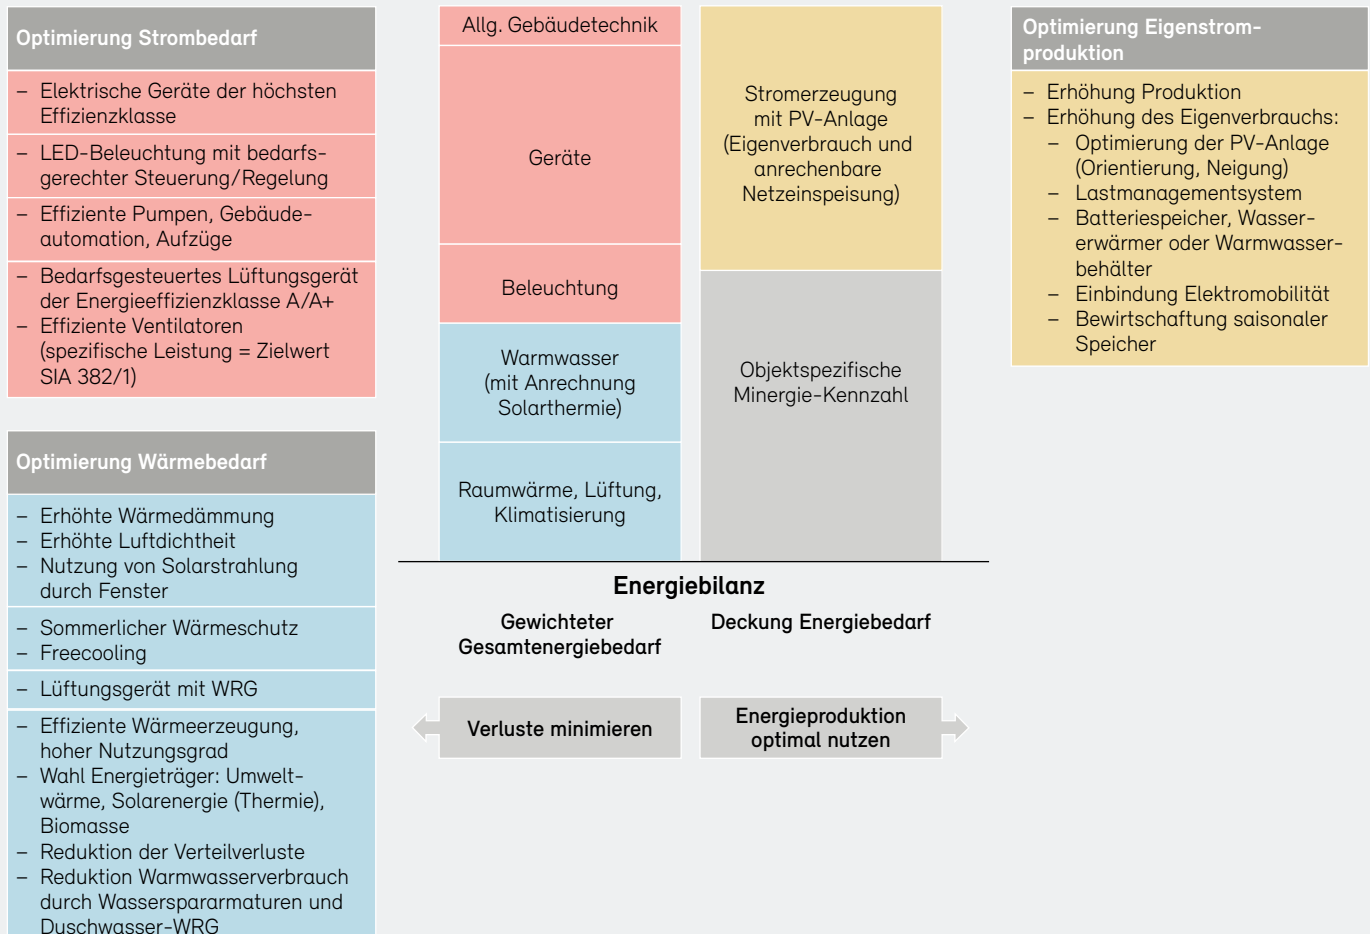 Optimierung Strombedarf
– Elektrische Geräte der höchsten
Effizienzklasse
– LED-Beleuchtung mit bedarfs-
gerechter Steuerung/Regelung
– Effiziente Pumpen, Gebäude-
automation, Aufzüge
– Bedarfsgesteuertes Lüftungsgerät
der Energieeffizienzklasse A/A+
– Effiziente Ventilatoren
(spezifische Leistung = Zielwert
SIA 382/1)
Optimierung Wärmebedarf
– Erhöhte Wärmedämmung
– Erhöhte Luftdichtheit
– Nutzung von Solarstrahlung
durch Fenster
– Sommerlicher Wärmeschutz
– Freecooling
– Lüftungsgerät mit WRG
– Effiziente Wärmeerzeugung,
hoher Nutzungsgrad
– Wahl Energieträger: Umwelt-
wärme, Solarenergie (Thermie),
Biomasse
– Reduktion der Verteilverluste
– Reduktion Warmwasserverbrauch
durch Wasserspararmaturen und
Duschwasser-WRG
Allg. Gebäudetechnik
Geräte
Beleuchtung
Warmwasser
(mit Anrechnung
Solarthermie)
Raumwärme, Lüftung,
Klimatisierung
Stromerzeugung
mit PV-Anlage
(Eigenverbrauch und
anrechenbare
Netzeinspeisung)
Objektspezifische
Minergie-Kennzahl
Energiebilanz
Gewichteter
Gesamtenergiebedarf
Deckung Energiebedarf
Verluste minimieren
Energieproduktion
optimal nutzen
Optimierung Eigenstrom-
produktion
– Erhöhung Produktion
– Erhöhung des Eigenverbrauchs:
– Optimierung der PV-Anlage
(Orientierung, Neigung)
– Lastmanagementsystem
– Batteriespeicher, Wasser-
erwärmer oder Warmwasser-
behälter
– Einbindung Elektromobilität
– Bewirtschaftung saisonaler
Speicher